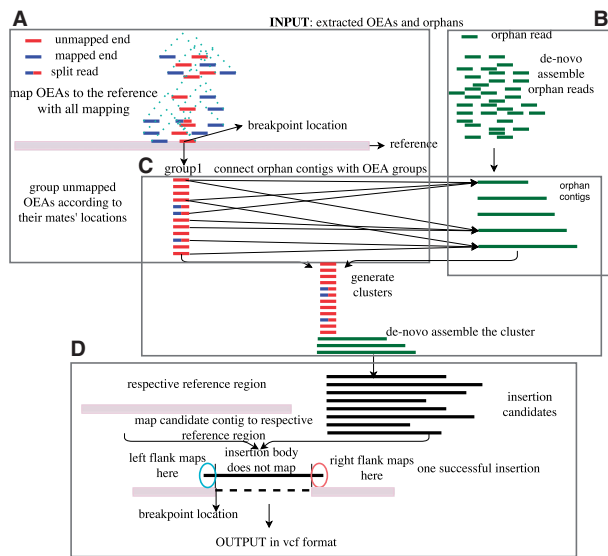 A
INPUT: extracted OEAs and orphans
B
unmapped end
mapped end
split read
map OEAs to the reference
with all mapping
breakpoint location
reference
orphan read
de-novo
assemble
orphan reads
C
group1
connect orphan contigs with OEA groups
group unmapped
OEAs according to
their mates' locations
orphan
contigs
generate
clusters
de-novo assemble the cluster
D
respective reference region
insertion
candidates
map candidate contig to respective
reference region
left flank maps
here
insertion body
does not map
right flank maps
here
one successful insertion
breakpoint location
OUTPUT in vcf format